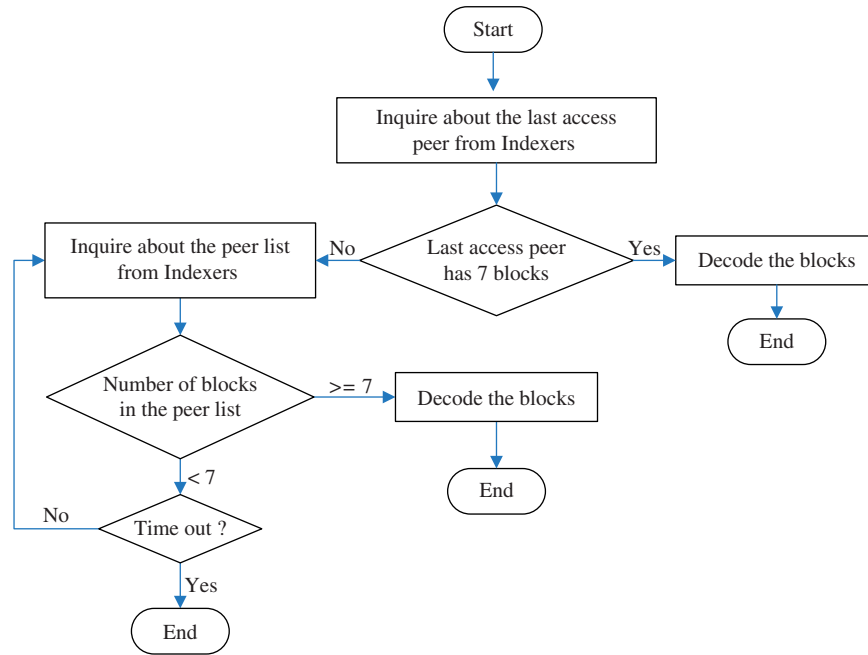 Start
Inquire about the last access
peer from Indexers
Last access peer
has 7 blocks
No
Yes
Inquire about the peer list
from Indexers
Decode the blocks
End
Number of blocks
in the peer list
>= 7
Decode the blocks
End
< 7
Time out ?
No
Yes
End